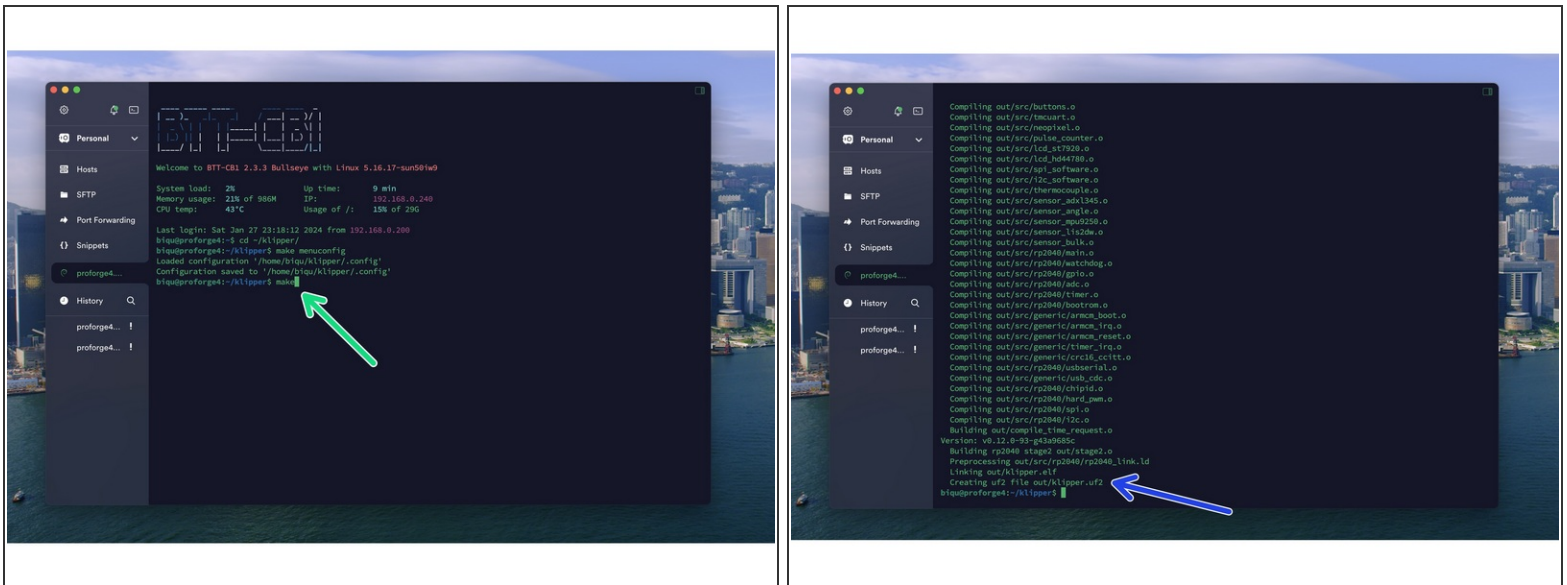 Personal
Hosts
SFTP
Port Forwarding
Snippets
proforge4....
History
proforge4... !
proforge4... !
BTT-CB1
Welcome to BTT-CB1 2.3.3 Bullseye with Linux 5.16.17-sun50iw9
System load: 2% Up time: 9 min
Memory usage: 21% of 986M IP: 192.168.0.240
CPU temp: 43°C Usage of /: 15% of 29G
Last login: Sat Jan 27 23:18:12 2024 from 192.168.0.200
biqu@proforge4:~$ cd ~/klipper/
biqu@proforge4:~/klipper$ make menuconfig
Loaded configuration '/home/biqu/klipper/.config'
Configuration saved to '/home/biqu/klipper/.config'
biqu@proforge4:~/klipper$ make
Personal
Hosts
SFTP
Port Forwarding
Snippets
proforge4....
History
proforge4... !
proforge4... !
Compiling out/src/buttons.o
Compiling out/src/tmcuart.o
Compiling out/src/neopixel.o
Compiling out/src/pulse_counter.o
Compiling out/src/lcd_st7920.o
Compiling out/src/lcd_hd44780.o
Compiling out/src/spi_software.o
Compiling out/src/i2c_software.o
Compiling out/src/thermocouple.o
Compiling out/src/sensor_adxl345.o
Compiling out/src/sensor_angle.o
Compiling out/src/sensor_mpu9250.o
Compiling out/src/sensor_lis2dw.o
Compiling out/src/sensor_bulk.o
Compiling out/src/rp2040/main.o
Compiling out/src/rp2040/watchdog.o
Compiling out/src/rp2040/gpio.o
Compiling out/src/rp2040/adc.o
Compiling out/src/rp2040/timer.o
Compiling out/src/rp2040/bootrom.o
Compiling out/src/generic/armcm_boot.o
Compiling out/src/generic/armcm_irq.o
Compiling out/src/generic/armcm_reset.o
Compiling out/src/generic/timer_irq.o
Compiling out/src/generic/crc16_ccitt.o
Compiling out/src/rp2040/usbserial.o
Compiling out/src/generic/usb_cdc.o
Compiling out/src/rp2040/chipid.o
Compiling out/src/rp2040/hard_pwm.o
Compiling out/src/rp2040/spi.o
Compiling out/src/rp2040/i2c.o
Building out/compile_time_request.o
Version: v0.12.0-93-g43a9685c
Building rp2040 stage2 out/stage2.o
Preprocessing out/src/rp2040/rp2040_link.ld
Linking out/klipper.elf
Creating uf2 file out/klipper.uf2
biqu@proforge4:~/klipper$